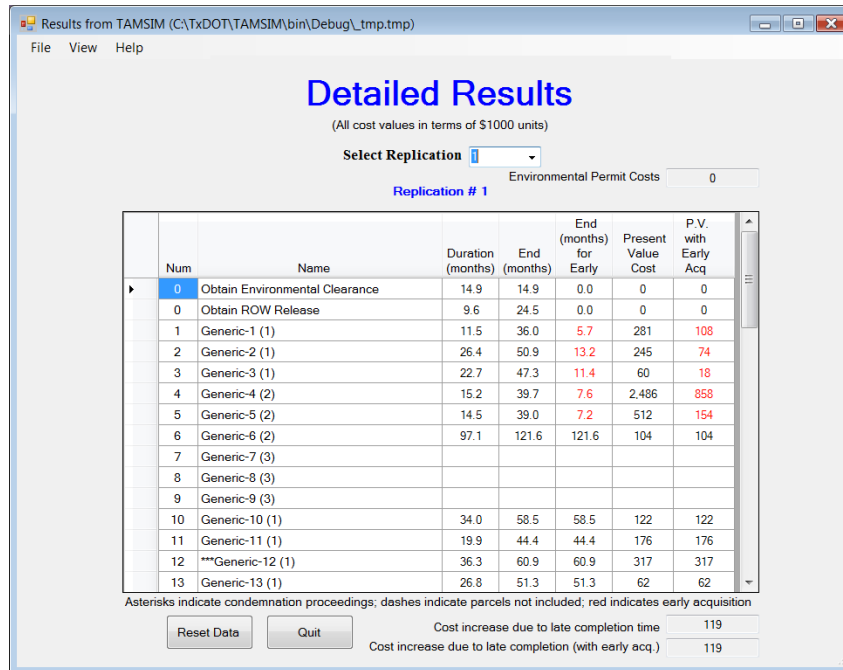 Results from TAMSIM (C:\TxDOT\TAMSIM\bin\Debug\_tmp.tmp)
File View Help
Detailed Results
(All cost values in terms of $1000 units)
Select Replication 1
Environmental Permit Costs 0
Replication # 1
Num Name Duration (months) End (months) End (months) for Early Present Value Cost P.V. with Early Acq
0 Obtain Environmental Clearance 14.9 14.9 0.0 0 0
0 Obtain ROW Release 9.6 24.5 0.0 0 0
1 Generic-1 (1) 11.5 36.0 5.7 281 108
2 Generic-2 (1) 26.4 50.9 13.2 245 74
3 Generic-3 (1) 22.7 47.3 11.4 60 18
4 Generic-4 (2) 15.2 39.7 7.6 2,486 858
5 Generic-5 (2) 14.5 39.0 7.2 512 154
6 Generic-6 (2) 97.1 121.6 121.6 104 104
7 Generic-7 (3)
8 Generic-8 (3)
9 Generic-9 (3)
10 Generic-10 (1) 34.0 58.5 58.5 122 122
11 Generic-11 (1) 19.9 44.4 44.4 176 176
12 ***Generic-12 (1) 36.3 60.9 60.9 317 317
13 Generic-13 (1) 26.8 51.3 51.3 62 62
Asterisks indicate condemnation proceedings; dashes indicate parcels not included; red indicates early acquisition
Reset Data Quit Cost increase due to late completion time 119
Cost increase due to late completion (with early acq.) 119